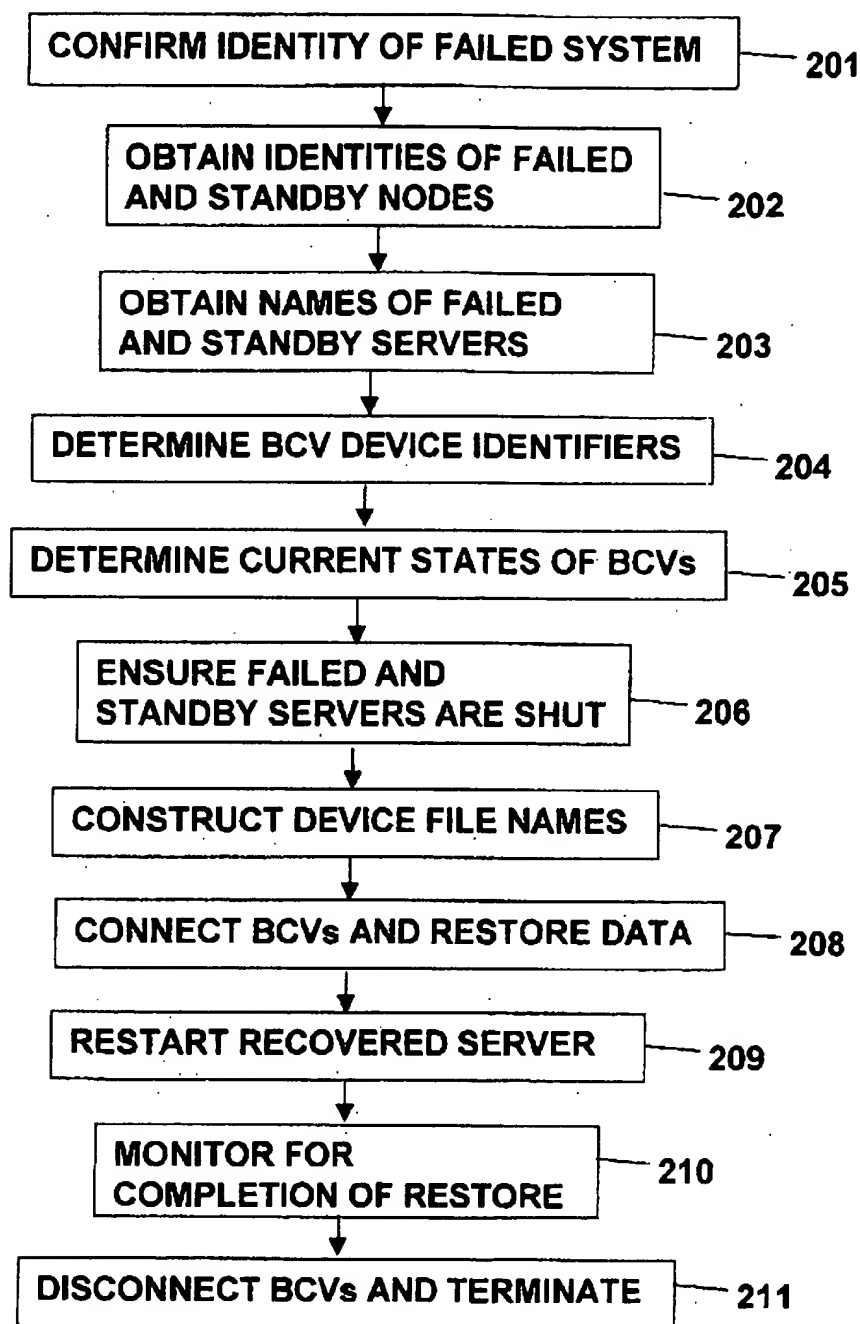 CONFIRM IDENTITY OF FAILED SYSTEM
201
OBTAIN IDENTITIES OF FAILED
AND STANDBY NODES
202
OBTAIN NAMES OF FAILED
AND STANDBY SERVERS
203
DETERMINE BCV DEVICE IDENTIFIERS
204
DETERMINE CURRENT STATES OF BCVs
205
ENSURE FAILED AND
STANDBY SERVERS ARE SHUT
206
CONSTRUCT DEVICE FILE NAMES
207
CONNECT BCVs AND RESTORE DATA
208
RESTART RECOVERED SERVER
209
MONITOR FOR
COMPLETION OF RESTORE
210
DISCONNECT BCVs AND TERMINATE
211